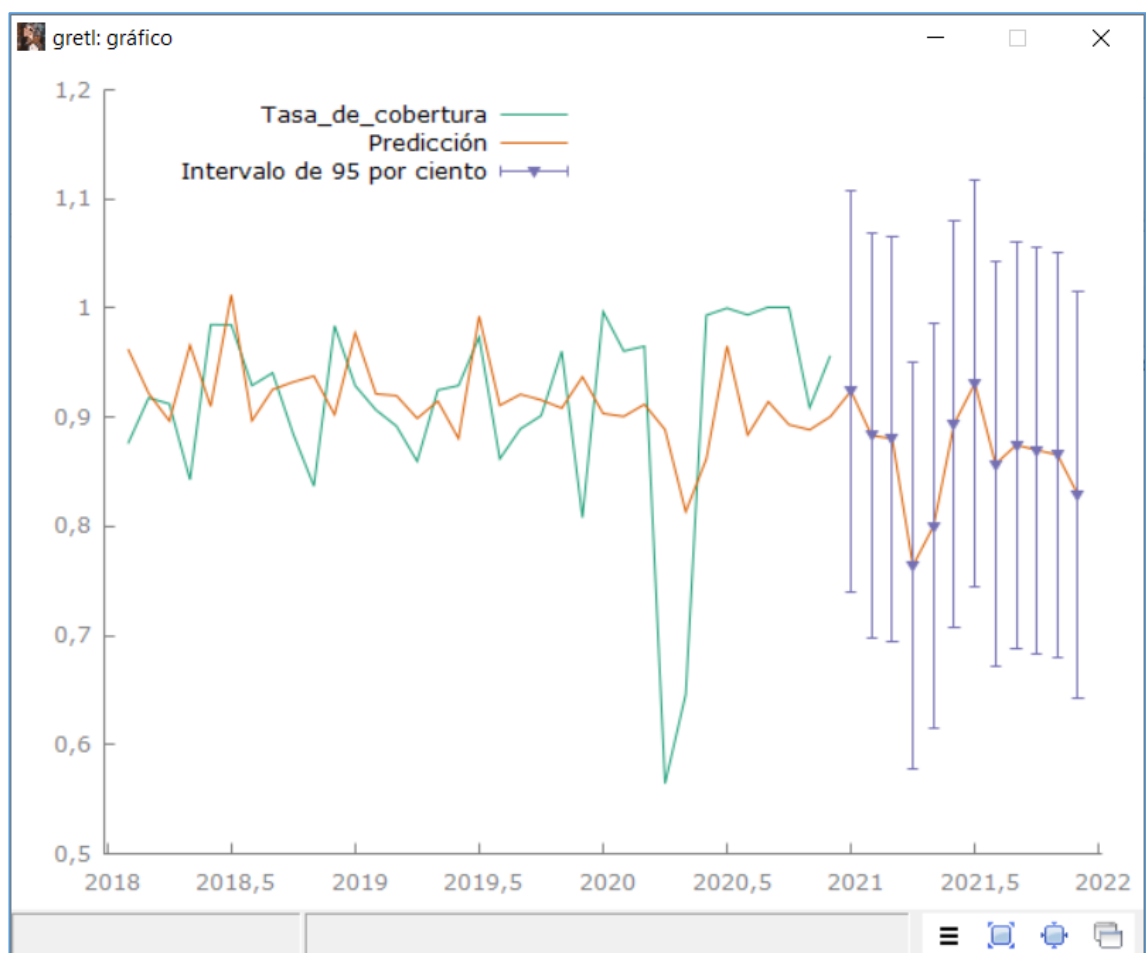 gretl: gráfico
1,2
Tasa_de_cobertura
Predicción
Intervalo de 95 por ciento
1,1
1
0,9
0,8
0,7
0,6
0,5
2018 2018,5 2019 2019,5 2020 2020,5 2021 2021,5 2022